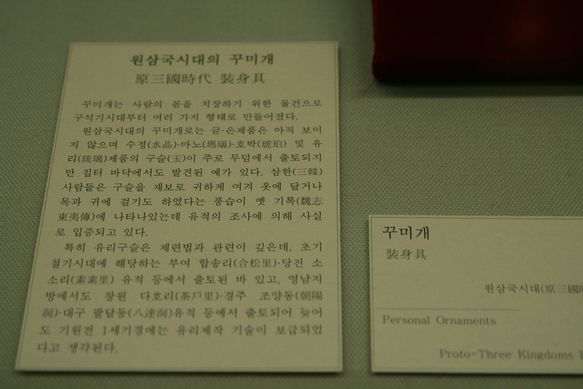 원삼국시대의 꾸미개
原三國時代 裝身具
꾸미개는 사람의 몸을 치장하기 위한 물건으로
구석기시대부터 여러 가지 형태로 만들어졌다.
원삼국시대의 꾸미개로는 금·은제품은 아직 보이
지 않으며 수정(水晶)·마노(瑪瑙)·호박(琥珀) 및 유
리(琉璃)제품의 구슬(玉)이 주로 무덤에서 출토되지
만 집터 바닥에서도 발견된 예가 있다. 삼한(三韓)
사람들은 구슬을 재보로 귀하게 여겨 옷에 달거나
목과 귀에 걸기도 하였다는 풍습이 옛 기록(魏志
東夷傳)에 나타나있는데 유적의 조사에 의해 사실
로 입증되고 있다.
특히 유리구슬은 제련법과 관련이 깊은데, 초기
철기시대에 해당하는 부여 합송리(合松里)·당진 소
소리(素素里) 유적 등에서 출토된 바 있고, 영남지
방에서도 창원 다호리(茶戶里)·경주 조양동(朝陽
洞)·대구 팔달동(八達洞)유적 등에서 출토되어 늦어
도 기원전 1세기경에는 유리제작 기술이 보급되었
다고 생각된다.
꾸미개
裝身具
원삼국시대(原三國時
Personal Ornaments
Proto-Three Kingdoms